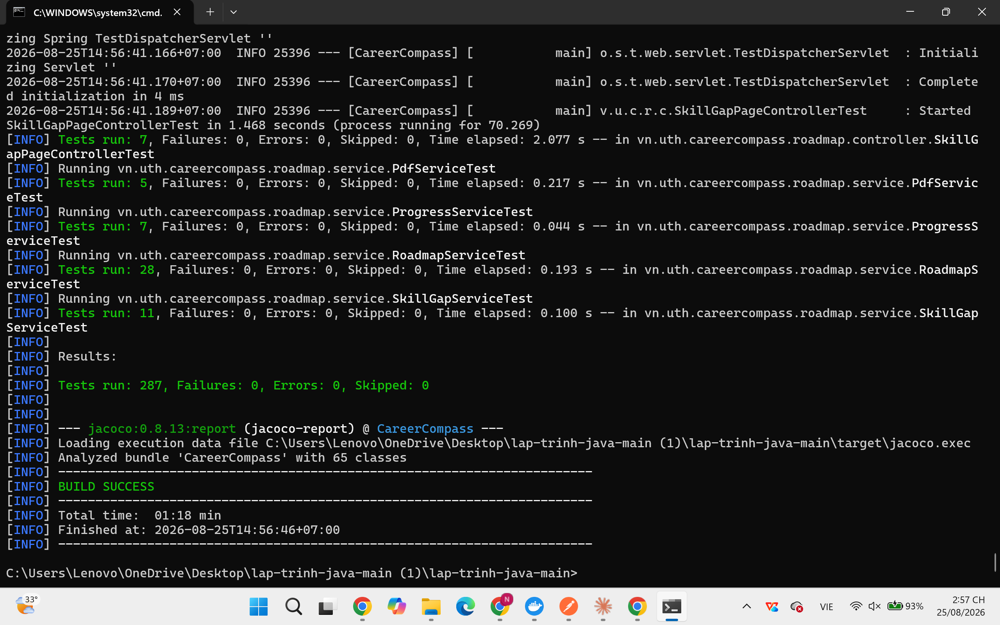 C:\WINDOWS\system32\cmd.
zing Spring TestDispatcherServlet ''
2026-08-25T14:56:41.166+07:00  INFO 25396 --- [CareerCompass] [           main] o.s.t.web.servlet.TestDispatcherServlet  : Initiali
zing Servlet ''
2026-08-25T14:56:41.170+07:00  INFO 25396 --- [CareerCompass] [           main] o.s.t.web.servlet.TestDispatcherServlet  : Complete
d initialization in 4 ms
2026-08-25T14:56:41.189+07:00  INFO 25396 --- [CareerCompass] [           main] v.u.c.r.c.SkillGapPageControllerTest     : Started
SkillGapPageControllerTest in 1.468 seconds (process running for 70.269)
[INFO] Tests run: 7, Failures: 0, Errors: 0, Skipped: 0, Time elapsed: 2.077 s -- in vn.uth.careercompass.roadmap.controller.SkillG
apPageControllerTest
[INFO] Running vn.uth.careercompass.roadmap.service.PdfServiceTest
[INFO] Tests run: 5, Failures: 0, Errors: 0, Skipped: 0, Time elapsed: 0.217 s -- in vn.uth.careercompass.roadmap.service.PdfServic
eTest
[INFO] Running vn.uth.careercompass.roadmap.service.ProgressServiceTest
[INFO] Tests run: 7, Failures: 0, Errors: 0, Skipped: 0, Time elapsed: 0.044 s -- in vn.uth.careercompass.roadmap.service.ProgressS
erviceTest
[INFO] Running vn.uth.careercompass.roadmap.service.RoadmapServiceTest
[INFO] Tests run: 28, Failures: 0, Errors: 0, Skipped: 0, Time elapsed: 0.193 s -- in vn.uth.careercompass.roadmap.service.RoadmapS
erviceTest
[INFO] Running vn.uth.careercompass.roadmap.service.SkillGapServiceTest
[INFO] Tests run: 11, Failures: 0, Errors: 0, Skipped: 0, Time elapsed: 0.100 s -- in vn.uth.careercompass.roadmap.service.SkillGap
ServiceTest
[INFO]
[INFO] Results:
[INFO]
[INFO] Tests run: 287, Failures: 0, Errors: 0, Skipped: 0
[INFO]
[INFO]
[INFO] --- jacoco:0.8.13:report (jacoco-report) @ CareerCompass ---
[INFO] Loading execution data file C:\Users\Lenovo\OneDrive\Desktop\lap-trinh-java-main (1)\lap-trinh-java-main\target\jacoco.exec
[INFO] Analyzed bundle 'CareerCompass' with 65 classes
[INFO] ------------------------------------------------------------------------
[INFO] BUILD SUCCESS
[INFO] ------------------------------------------------------------------------
[INFO] Total time:  01:18 min
[INFO] Finished at: 2026-08-25T14:56:46+07:00
[INFO] ------------------------------------------------------------------------
C:\Users\Lenovo\OneDrive\Desktop\lap-trinh-java-main (1)\lap-trinh-java-main>
33°
N
VIE
93%
2:57 CH
25/08/2026